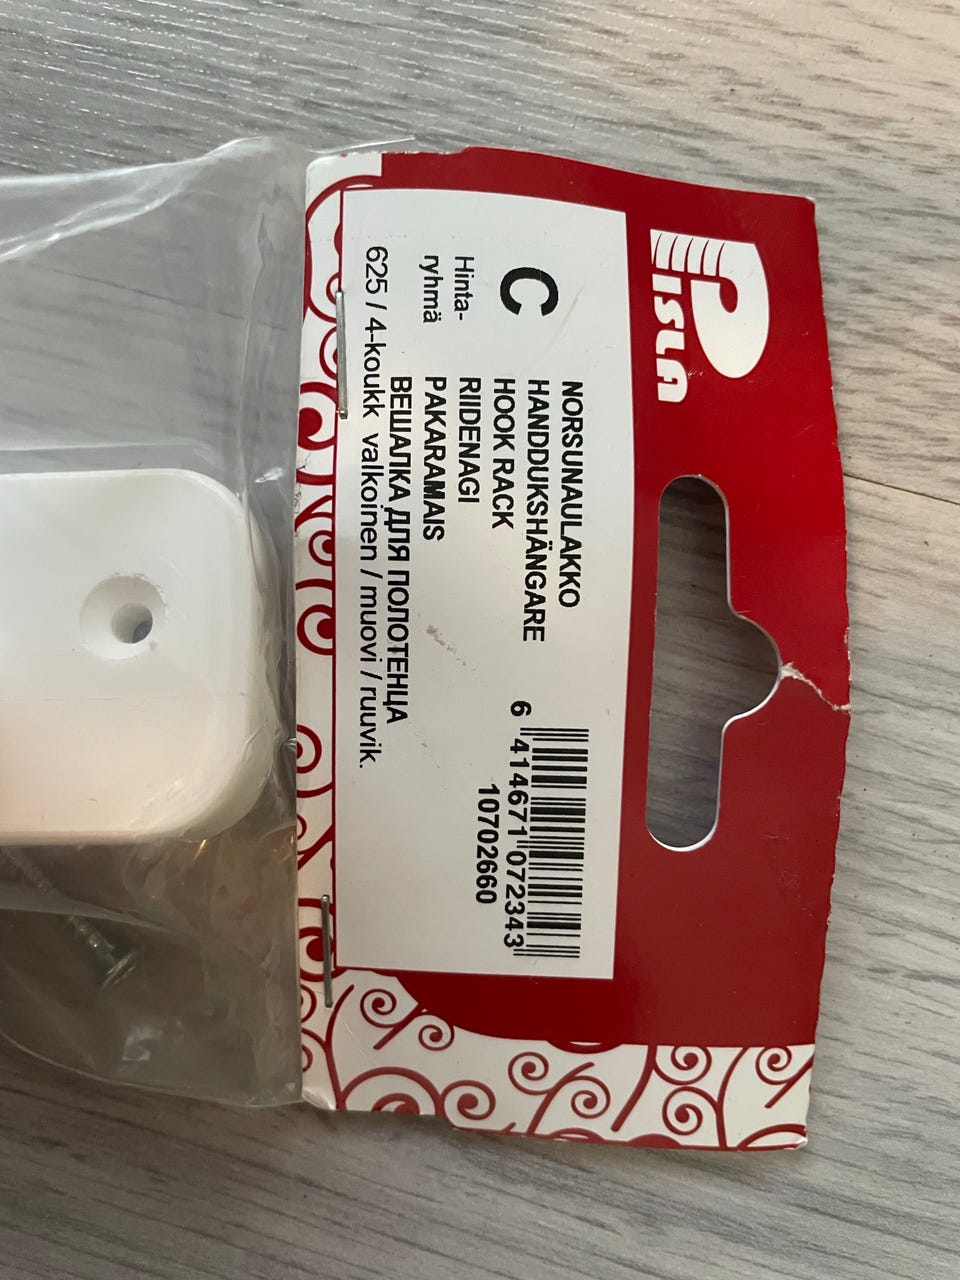 PISLA
NORSUNAULAKKO
HANDDUKSHÄNGARE
HOOK RACK
RIIDENAGI
PAKARAMAIS
ВЕШАЛКА ДЛЯ ПОЛОТЕНЦА
625 / 4-koukk valkoinen / muovi / ruuvik.
C
Hinta-
ryhmä
6 414671 072343
10702660